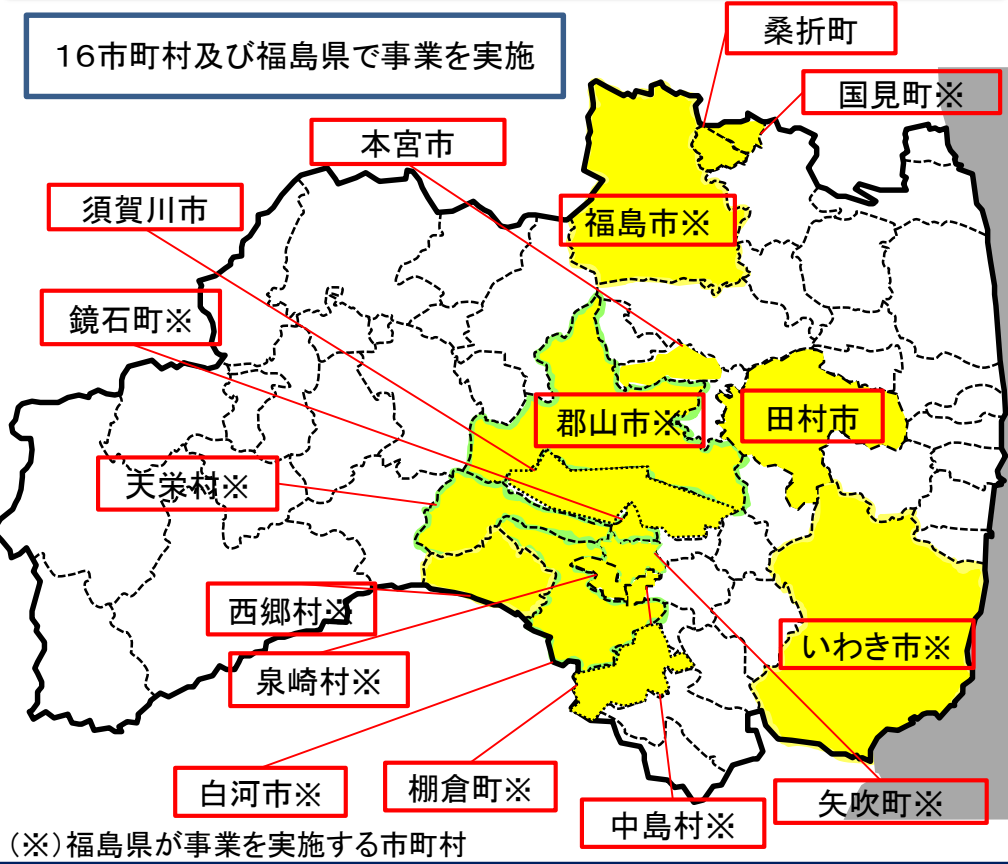 16市町村及び福島県で事業を実施
桑折町
国見町※
本宮市
須賀川市
福島市※
鏡石町※
郡山市※
田村市
天栄村※
西郷村※
いわき市※
泉崎村※
白河市※
棚倉町※
中島村※
矢吹町※
(※)福島県が事業を実施する市町村